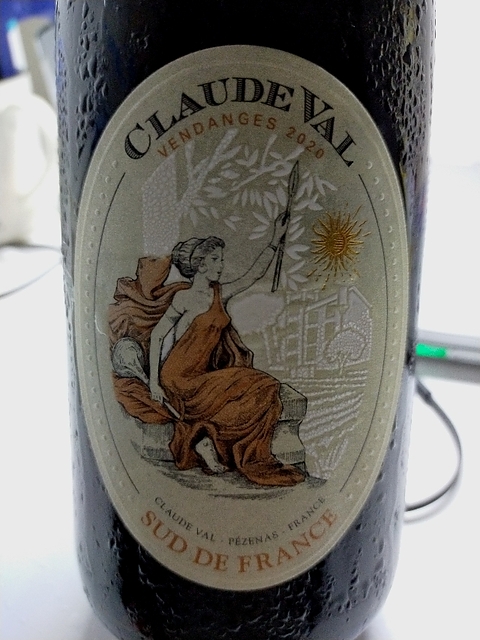 CLAUDE VAL
VENDANGES 2020
CLAUDE VAL - PÉZENAS - FRANCE
SUD DE FRANCE